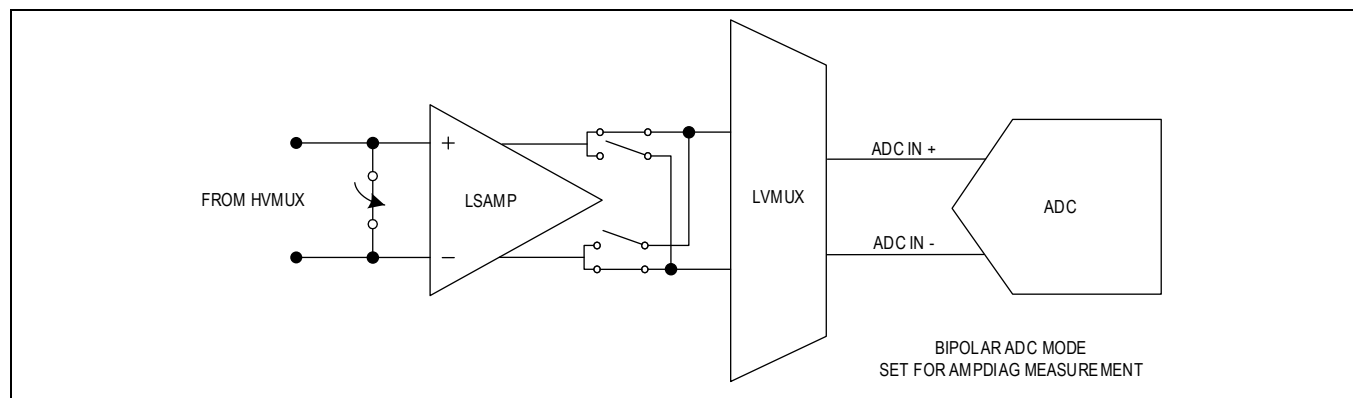 FROM HVMUX
+
−
LSAMP
LVMUX
ADC IN +
ADC IN -
ADC
BIPOLAR ADC MODE
SET FOR AMPDIAG MEASUREMENT